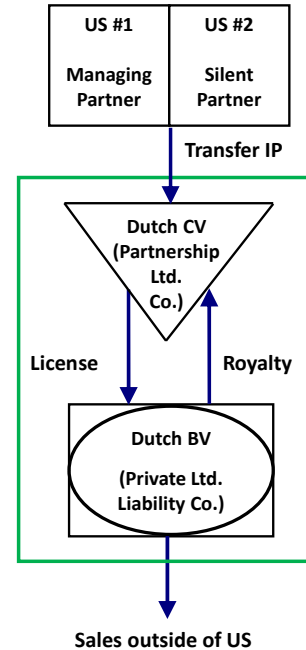 US #1
Managing
Partner
US #2
Silent
Partner
Transfer IP
Dutch CV
(Partnership
Ltd.
Co.)
License
Royalty
Dutch BV
(Private Ltd.
Liability Co.)
Sales outside of US